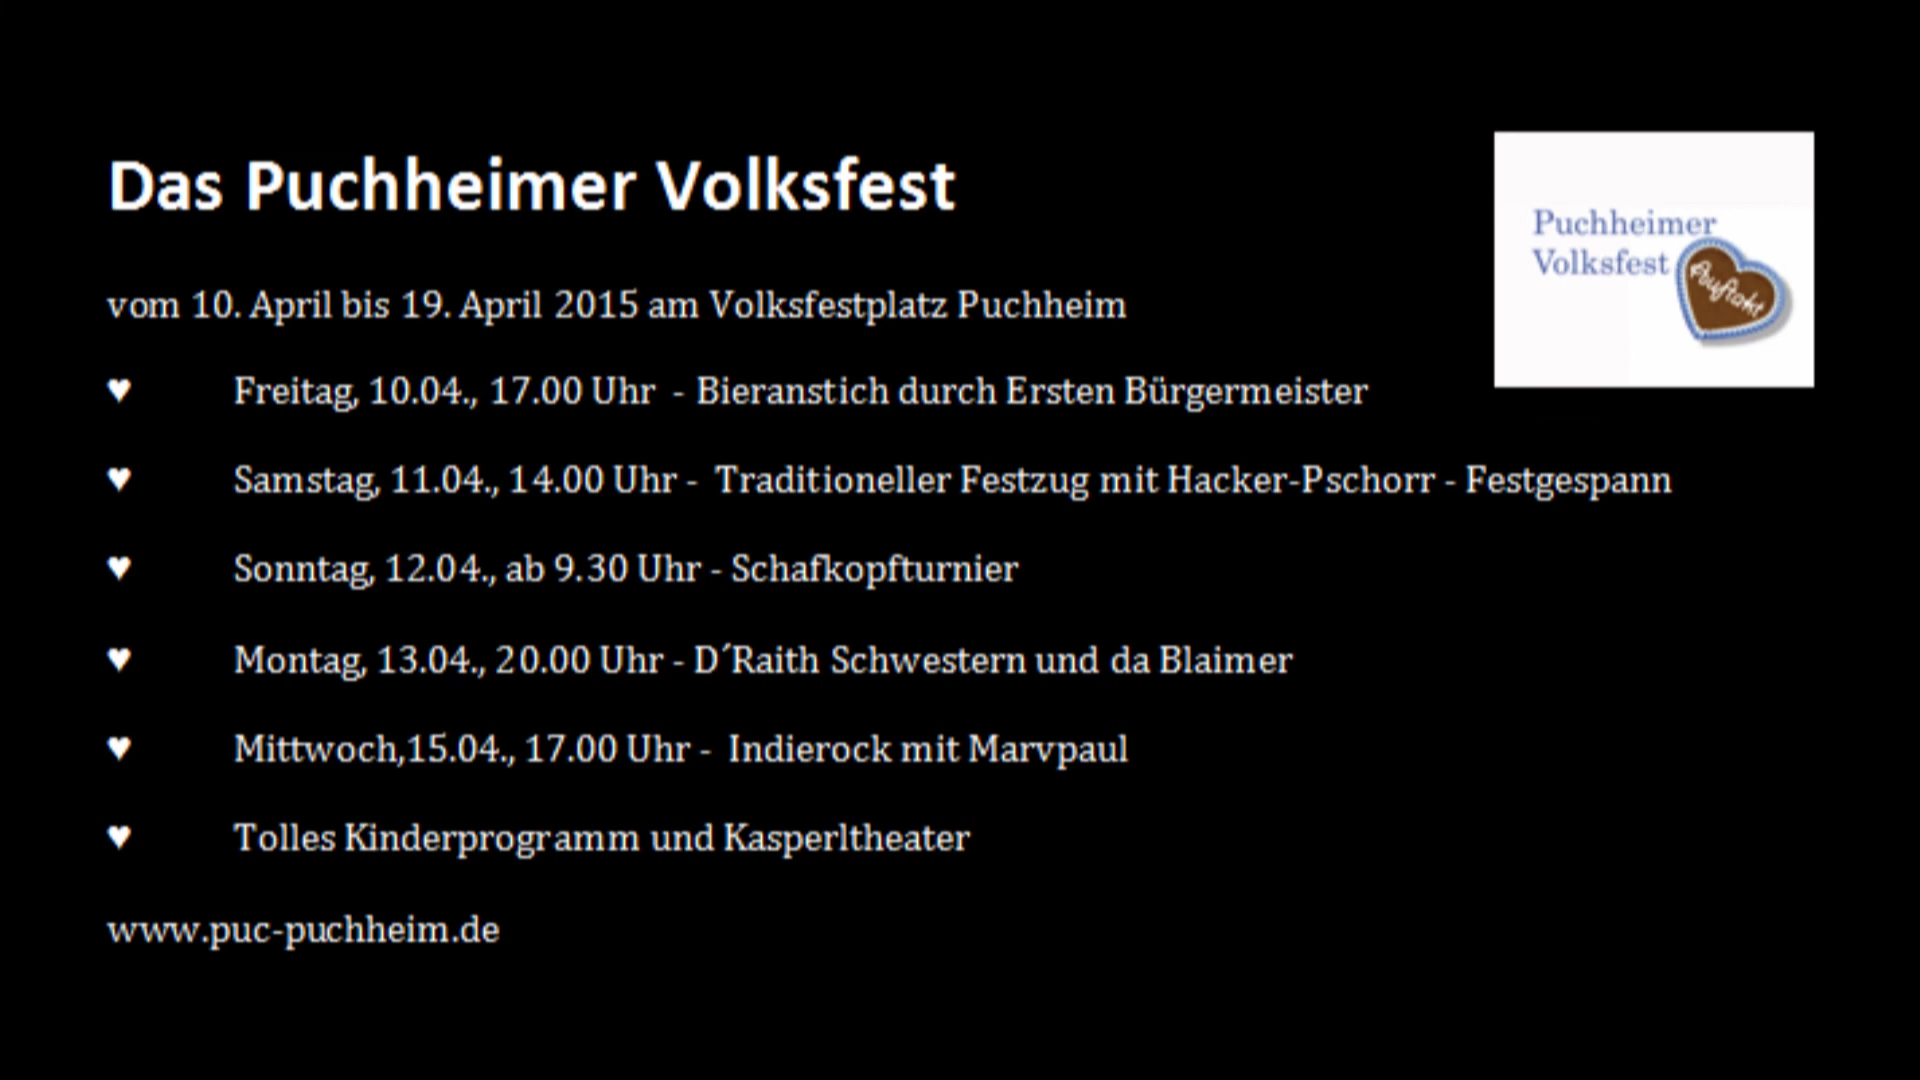 Das Puchheimer Volksfest
Puchheimer
Volksfest
Auftakt
vom 10. April bis 19. April 2015 am Volksfestplatz Puchheim
♥ Freitag, 10.04., 17.00 Uhr - Bieranstich durch Ersten Bürgermeister
♥ Samstag, 11.04., 14.00 Uhr - Traditioneller Festzug mit Hacker-Pschorr - Festgespann
♥ Sonntag, 12.04., ab 9.30 Uhr - Schafkopfturnier
♥ Montag, 13.04., 20.00 Uhr - D´Raith Schwestern und da Blaimer
♥ Mittwoch,15.04., 17.00 Uhr - Indierock mit Marvpaul
♥ Tolles Kinderprogramm und Kasperltheater
www.puc-puchheim.de